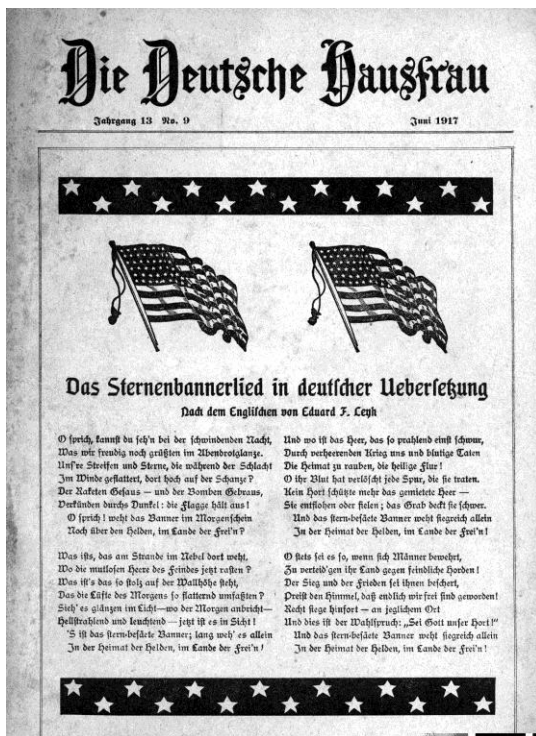 Die Deutsche Hausfrau
Jahrgang 13 No. 9
Juni 1917
Das Sternenbannerlied in deutscher Uebersetzung
Nach dem Englischen von Eduard F. Leyh
O sprich, kannst du seh'n bei der schwindenden Nacht,
Was wir freudig noch grüßten im Abendrotglanze.
Uns're Streifen und Sterne, die während der Schlacht
Im Winde geflattert, dort hoch auf der Schanze?
Der Raketen Gesaus — und der Bomben Gebraus,
Verkünden durchs Dunkel: die Flagge hält aus!
O sprich! weht das Banner im Morgenschein
Noch über den Helden, im Lande der Frei'n?
Was ists, das am Strande im Nebel dort weht,
Wo die mutlosen Heere des Feindes jetzt rasten?
Was ist's das so stolz auf der Wallhöhe steht,
Das die Lüfte des Morgens so flatternd umfaßten?
Sieh' es glänzen im Licht—wo der Morgen anbricht—
Hellstrahlend und leuchtend — jetzt ist es in Sicht!
'S ist das stern-besäete Banner; lang weh' es allein
In der Heimat der Helden, im Lande der Frei'n!
Und wo ist das Heer, das so prahlend einst schwur,
Durch verheerenden Krieg uns und blutige Taten
Die Heimat zu rauben, die heilige Flur!
O ihr Blut hat verlöscht jede Spur, die sie traten.
Kein Hort schützte mehr das gemietete Heer —
Sie entflohen oder fielen; das Grab deckt sie schwer.
Und das stern-besäete Banner weht siegreich allein
In der Heimat der Helden, im Lande der Frei'n!
O stets sei es so, wenn sich Männer bewehrt,
Zu verteid'gen ihr Land gegen feindliche Horden!
Der Sieg und der Frieden sei ihnen beschert,
Preist den Himmel, daß endlich wir frei sind geworden!
Recht siege hinfort — an jeglichem Ort
Und dies ist der Wahlspruch: „Sei Gott unser Hort!"
Und das stern-besäete Banner weht siegreich allein
In der Heimat der Helden, im Lande der Frei'n!